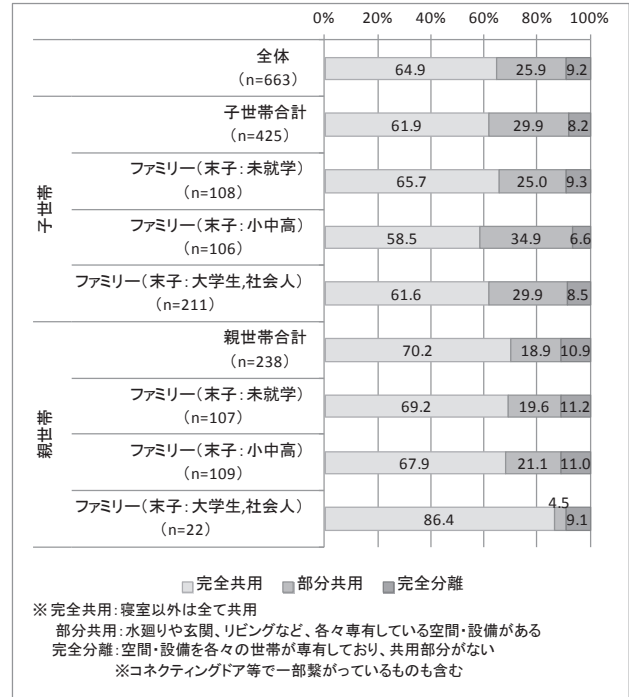 0% 20% 40% 60% 80% 100%
全体
(n=663)
64.9 25.9 9.2
子世帯
子世帯合計
(n=425)
61.9 29.9 8.2
ファミリー(末子:未就学)
(n=108)
65.7 25.0 9.3
ファミリー(末子:小中高)
(n=106)
58.5 34.9 6.6
ファミリー(末子:大学生,社会人)
(n=211)
61.6 29.9 8.5
親世帯
親世帯合計
(n=238)
70.2 18.9 10.9
ファミリー(末子:未就学)
(n=107)
69.2 19.6 11.2
ファミリー(末子:小中高)
(n=109)
67.9 21.1 11.0
ファミリー(末子:大学生,社会人)
(n=22)
86.4 4.5 9.1
完全共用 部分共用 完全分離
※完全共用:寝室以外は全て共用
部分共用:水廻りや玄関、リビングなど、各々専有している空間・設備がある
完全分離:空間・設備を各々の世帯が専有しており、共用部分がない
※コネクティングドア等で一部繋がっているものも含む